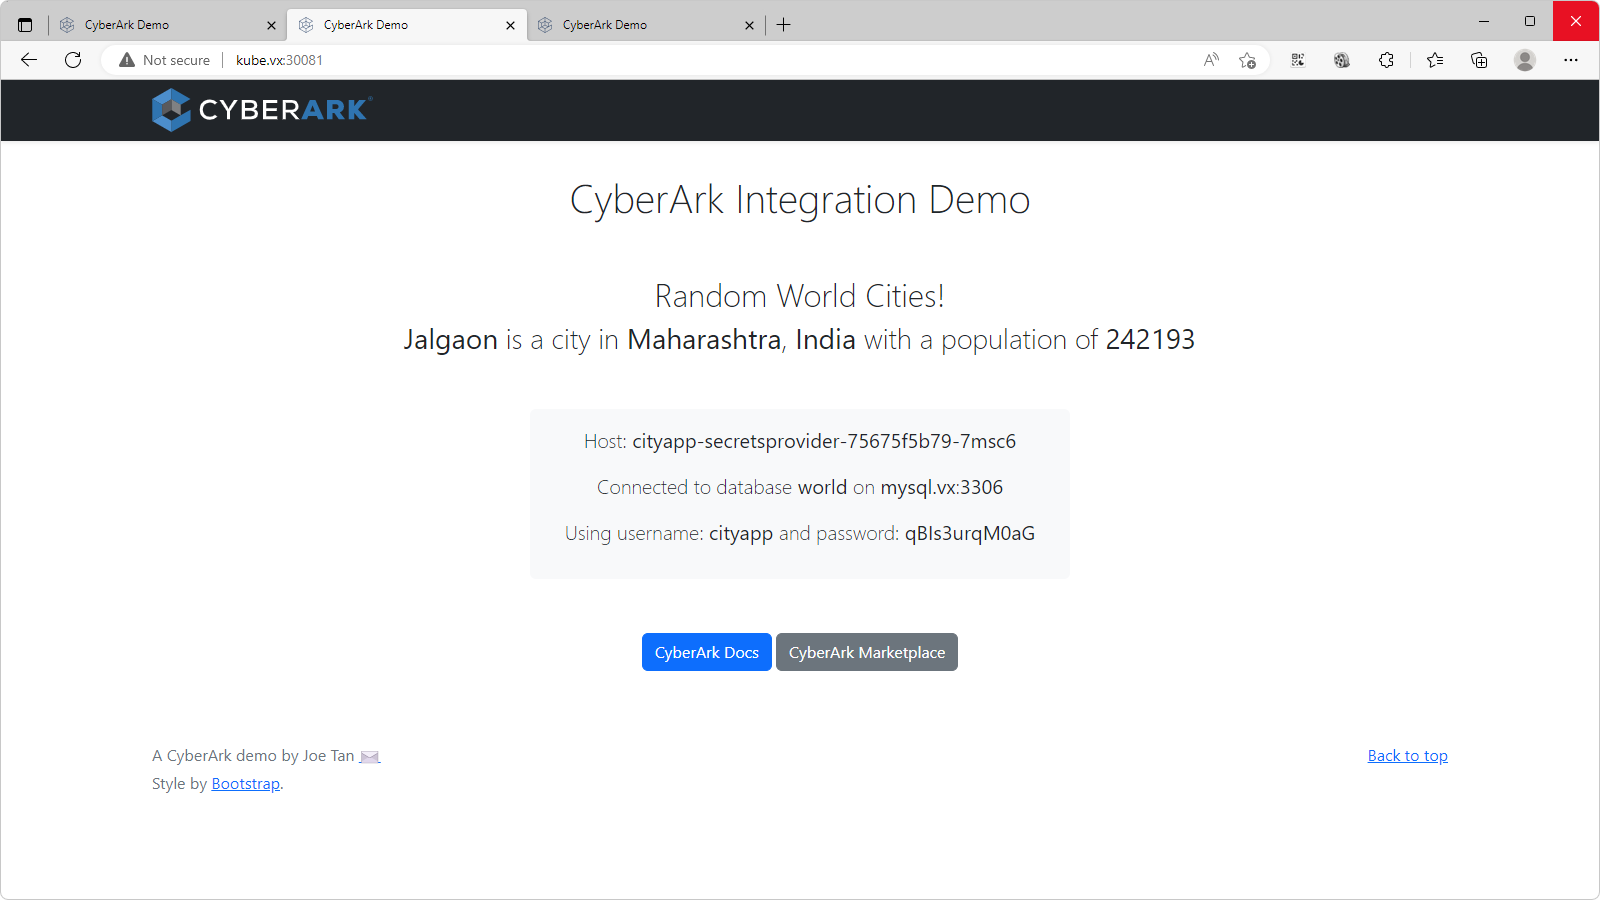 CyberArk Demo
CyberArk Demo
CyberArk Demo
Not secure
kube.vx:30081
CYBERARK
CyberArk Integration Demo
Random World Cities!
Jalgaon is a city in Maharashtra, India with a population of 242193
Host: cityapp-secretsprovider-75675f5b79-7msc6
Connected to database world on mysql.vx:3306
Using username: cityapp and password: qBIs3urqM0aG
CyberArk Docs
CyberArk Marketplace
A CyberArk demo by Joe Tan
Back to top
Style by Bootstrap.